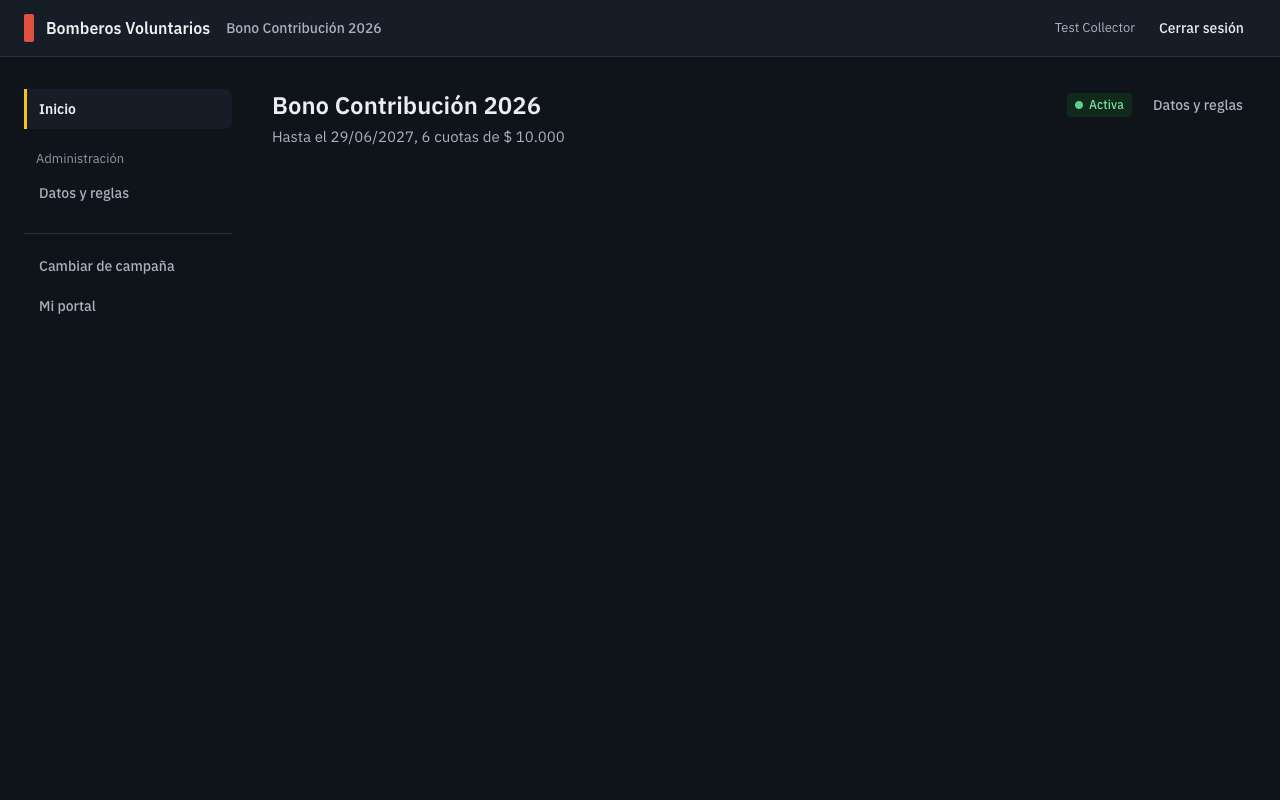 Bomberos Voluntarios Bono Contribución 2026 Test Collector Cerrar sesión
Inicio
Administración
Datos y reglas
Cambiar de campaña
Mi portal
Bono Contribución 2026
Hasta el 29/06/2027, 6 cuotas de $ 10.000
Activa
Datos y reglas